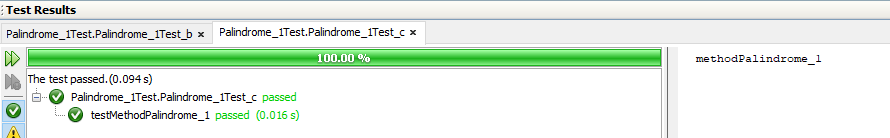 Test Results
Palindrome_1Test.Palindrome_1Test_b ×
Palindrome_1Test.Palindrome_1Test_c ×
100.00 %
methodPalindrome_1
The test passed.(0.094 s)
Palindrome_1Test.Palindrome_1Test_c passed
testMethodPalindrome_1 passed (0.016 s)